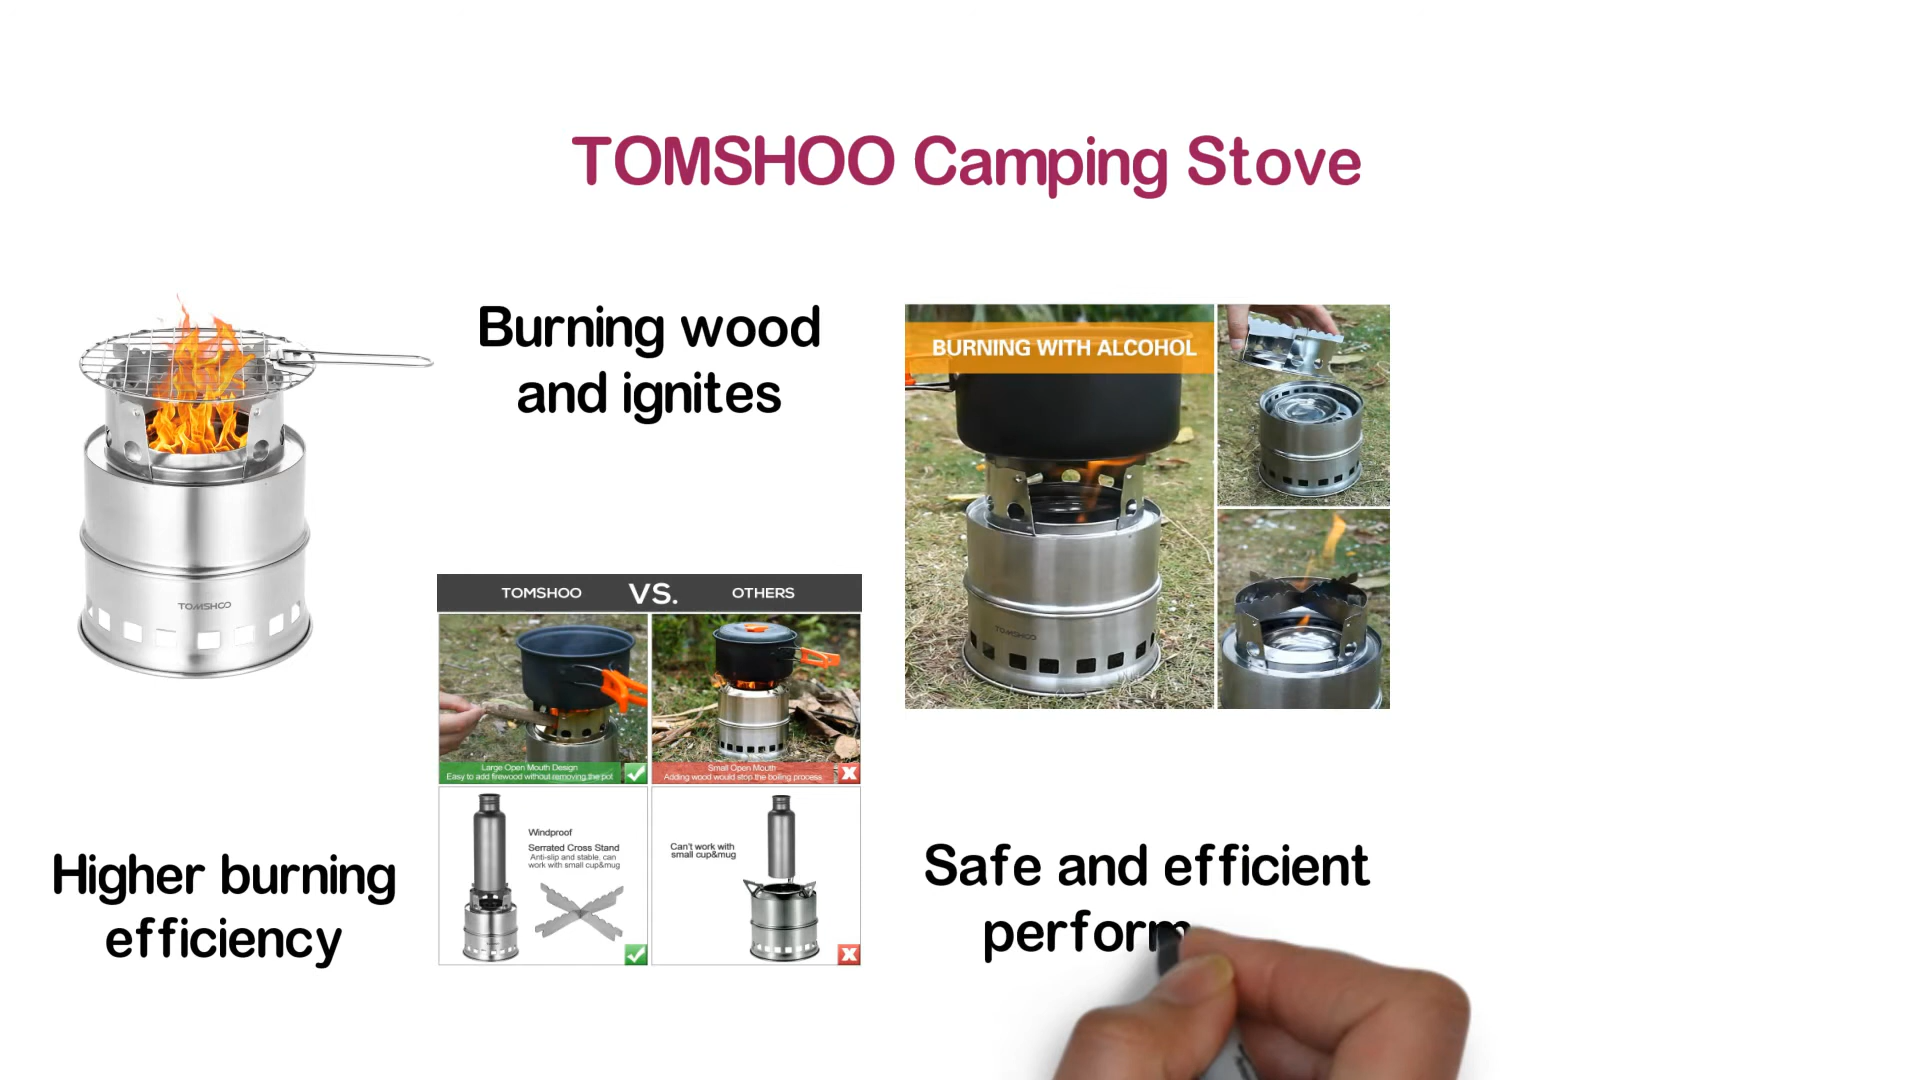 TOMSHOO Camping Stove
Burning wood
and ignites
BURNING WITH ALCOHOL
TOMSHOO
TOMSHOO
TOMSHOO VS. OTHERS
Large Open Mouth Design
Easy to add firewood without removing the pot
Small Open Mouth
Adding wood would stop the boiling process
Windproof
Serrated Cross Stand
Anti-slip and stable, can
work with small cup&mug
Can't work with
small cup&mug
Higher burning
efficiency
Safe and efficient
perform